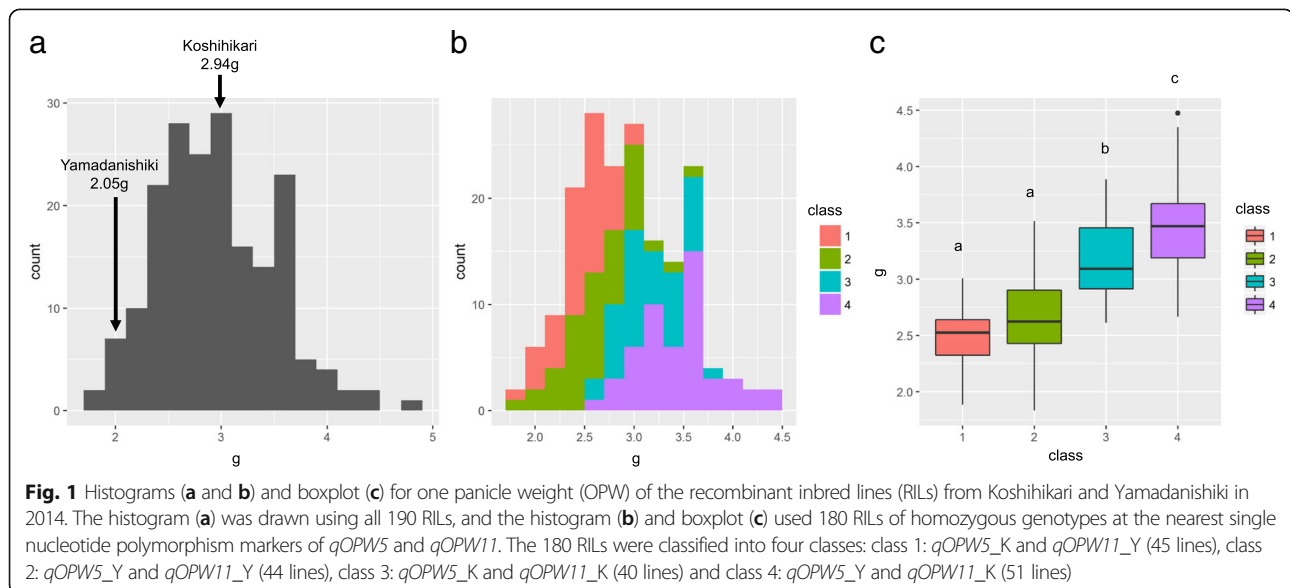 a
Koshihikari
2.94g
Yamadanishiki
2.05g
30
20
10
0
count
2
3
4
5
g
b
20
10
0
count
2.0
2.5
3.0
3.5
4.0
4.5
g
class
1
2
3
4
c
4.5
4.0
3.5
3.0
2.5
2.0
g
a
a
b
c
1
2
3
4
class
class
1
2
3
4
Fig. 1 Histograms (a and b) and boxplot (c) for one panicle weight (OPW) of the recombinant inbred lines (RILs) from Koshihikari and Yamadanishiki in
2014. The histogram (a) was drawn using all 190 RILs, and the histogram (b) and boxplot (c) used 180 RILs of homozygous genotypes at the nearest single
nucleotide polymorphism markers of qOPW5 and qOPW11. The 180 RILs were classified into four classes: class 1: qOPW5_K and qOPW11_Y (45 lines), class
2: qOPW5_Y and qOPW11_Y (44 lines), class 3: qOPW5_K and qOPW11_K (40 lines) and class 4: qOPW5_Y and qOPW11_K (51 lines)